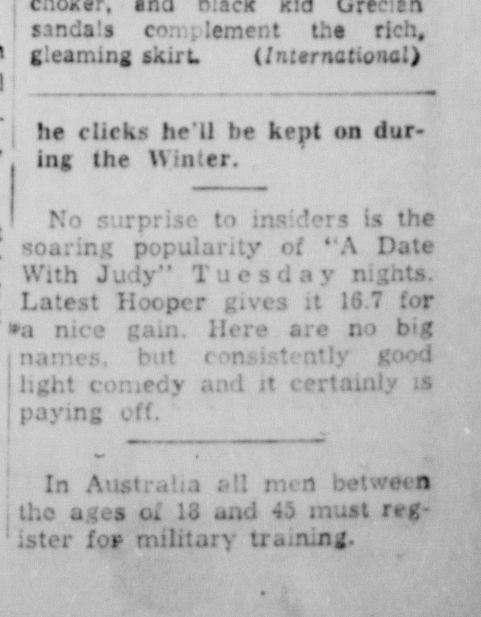 choker, and black kid Grecian
sandals complement the rich,
gleaming skirt. (International)
he clicks he'll be kept on dur-
ing the Winter.
No surprise to insiders is the
soaring popularity of "A Date
With Judy" Tuesday nights.
Latest Hooper gives it 16.7 for
a nice gain. Here are no big
names, but consistently good
light comedy and it certainly is
paying off.
In Australia all men between
the ages of 18 and 45 must reg-
ister for military training.